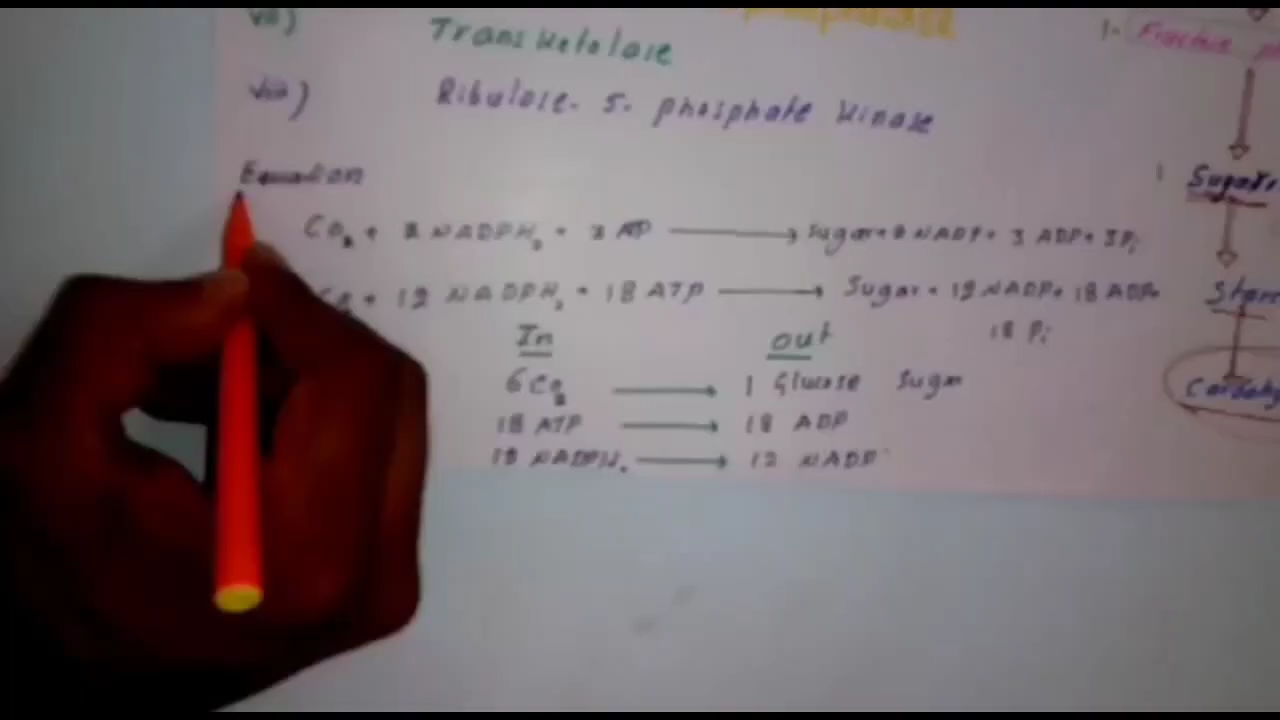 vii) Transketolase
viii) Ribulose. 5. phosphate kinase
Equation
CO2 + 2 NADPH2 + 3 ATP → Sugar + 2 NADP + 3 ADP + 3Pi
+ 12 NADPH2 + 18 ATP → Sugar + 12 NADP + 18 ADP +
18 Pi
In out
6CO2 → 1 Glucose Sugar
18 ATP → 18 ADP
12 NADPH2 → 12 NADP
1.
Sugars